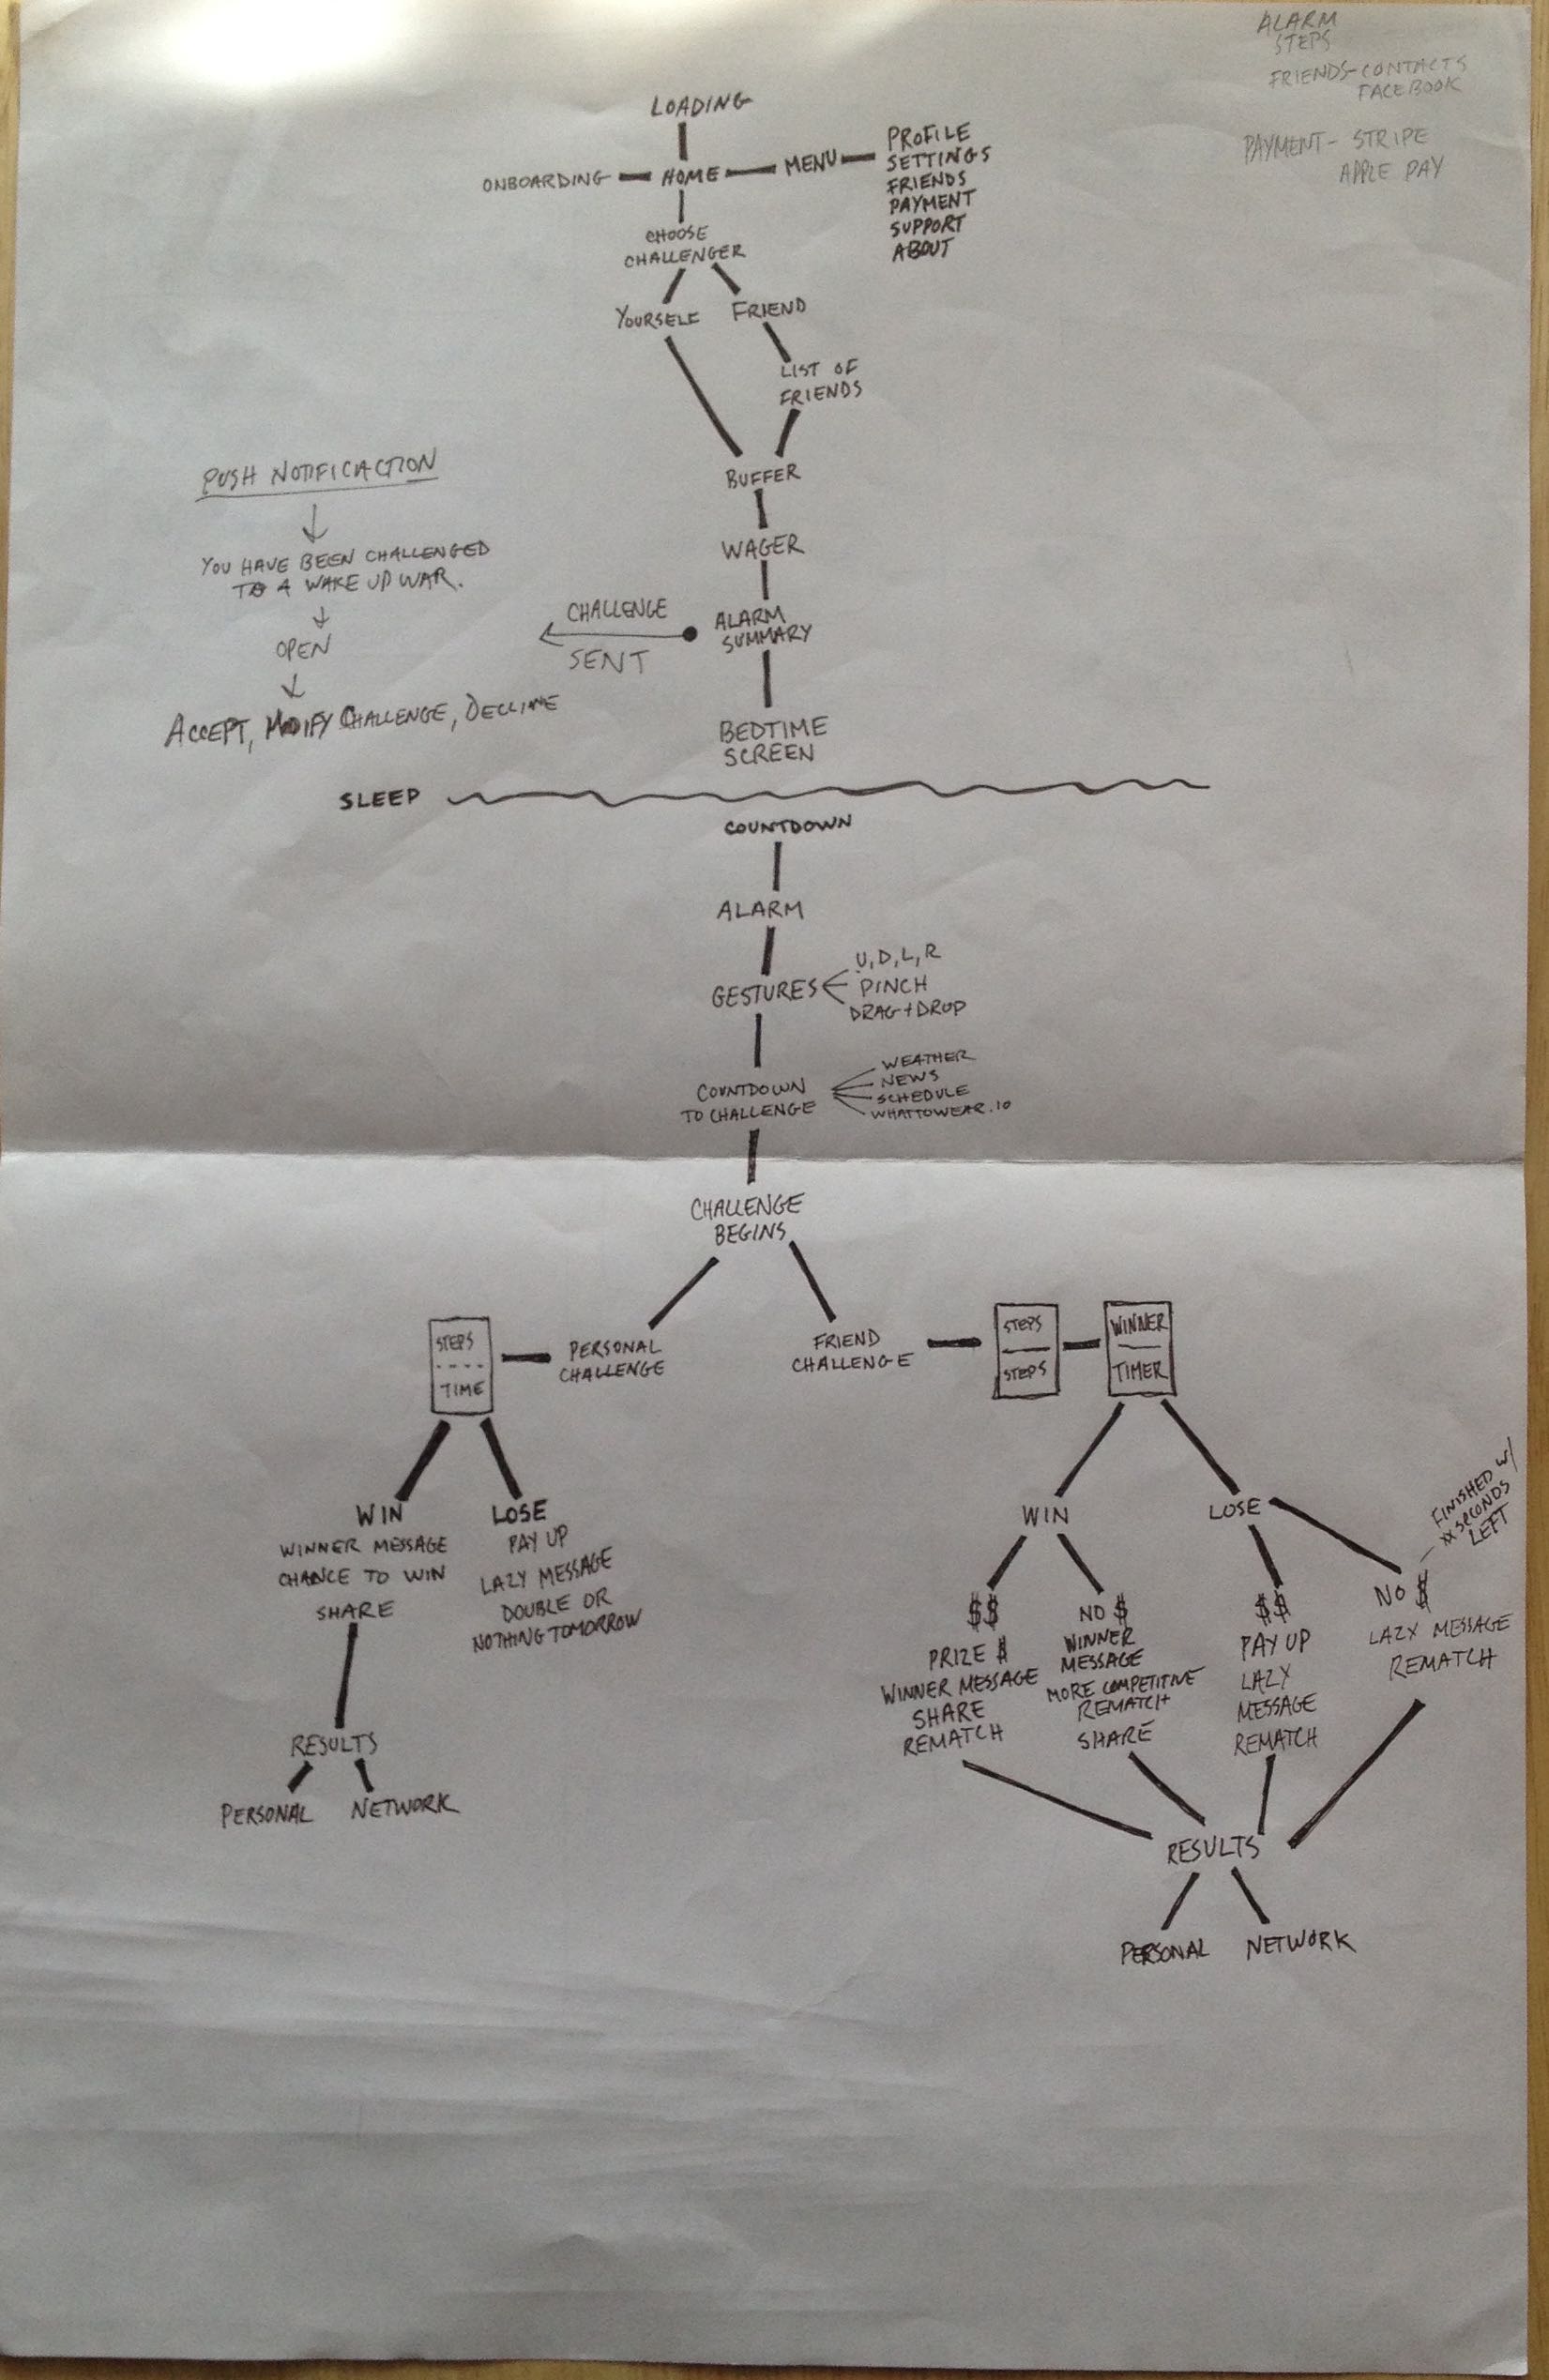 ALARM
STEPS
FRIENDS-CONTACTS
FACEBOOK
PAYMENT- STRIPE
APPLE PAY
LOADING
ONBOARDING HOME MENU
PROFILE
SETTINGS
FRIENDS
PAYMENT
SUPPORT
ABOUT
CHOOSE
CHALLENGER
YOURSELF FRIEND
LIST OF
FRIENDS
BUFFER
WAGER
ALARM
SUMMARY
CHALLENGE
SENT
PUSH NOTIFICACTION
YOU HAVE BEEN CHALLENGED
TO A WAKE UP WAR.
OPEN
ACCEPT, MOIFY CHALLENGE, DECLINE
BEDTIME
SCREEN
SLEEP
COUNTDOWN
ALARM
GESTURES
U, D, L, R
PINCH
DRAG + DROP
COUNTDOWN
TO CHALLENGE
WEATHER
NEWS
SCHEDULE
WHATTOWEAR.IO
CHALLENGE
BEGINS
PERSONAL
CHALLENGE
STEPS
TIME
WIN
WINNER MESSAGE
CHANCE TO WIN
SHARE
LOSE
PAY UP
LAZY MESSAGE
DOUBLE OR
NOTHING TOMORROW
RESULTS
PERSONAL NETWORK
FRIEND
CHALLENGE
STEPS
STEPS
WINNER
TIMER
WIN
LOSE
FINISHED W/
XX SECONDS
LEFT
$$
PRIZE $
WINNER MESSAGE
SHARE
REMATCH
NO $
WINNER
MESSAGE
MORE COMPETITIVE
REMATCH
SHARE
$$
PAY UP
LAZY
MESSAGE
REMATCH
NO $
LAZY MESSAGE
REMATCH
RESULTS
PERSONAL NETWORK